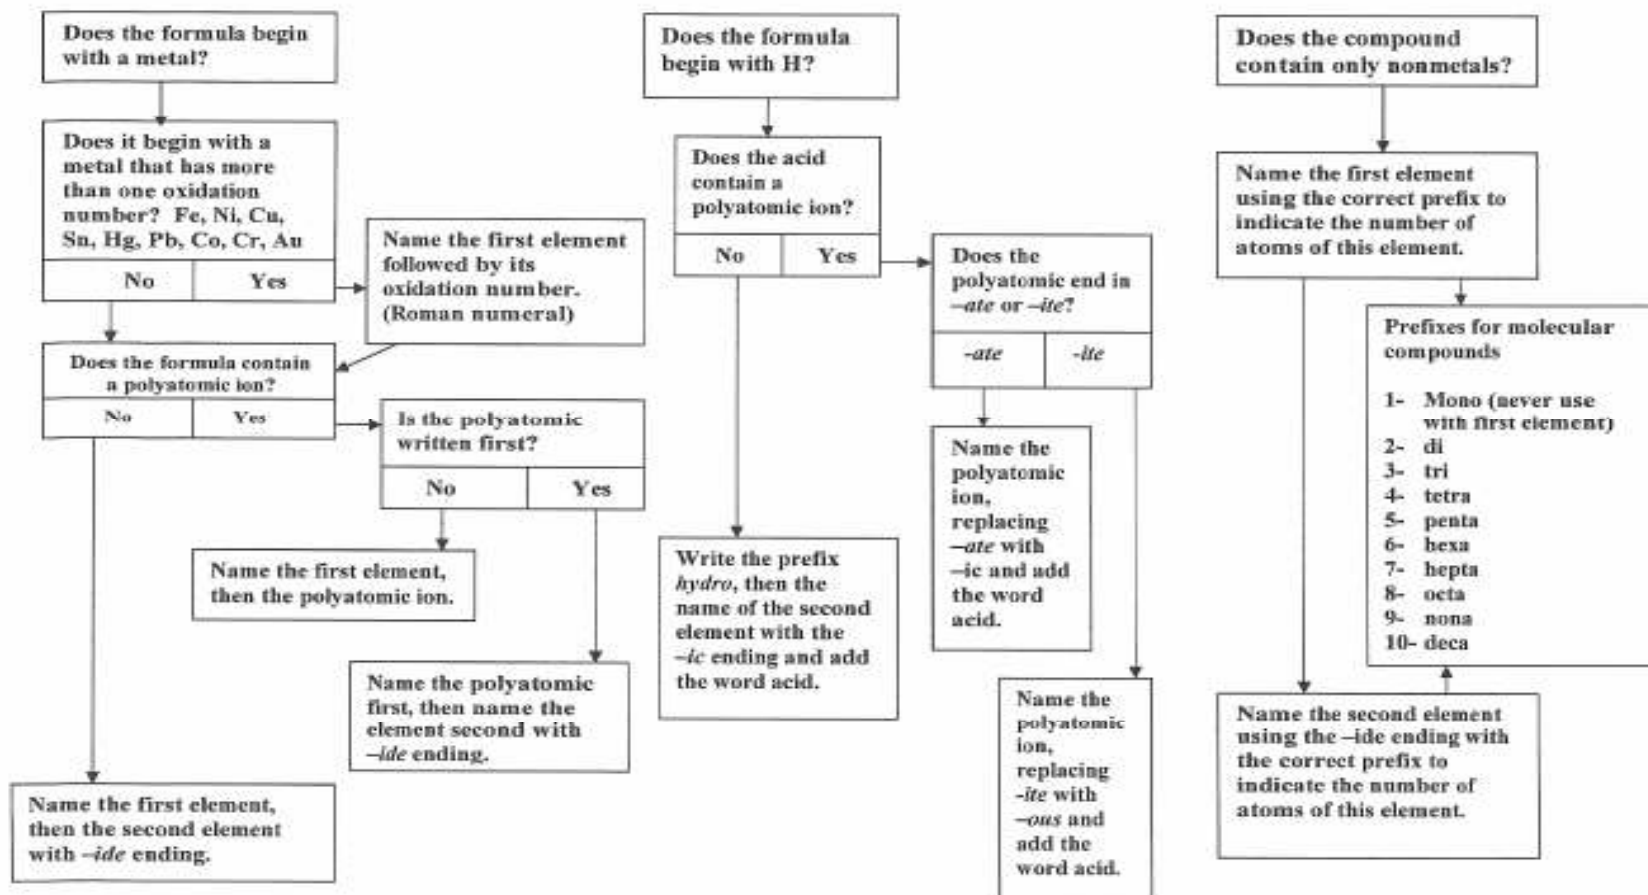 Does the formula begin
with a metal?
Does it begin with a
metal that has more
than one oxidation
number? Fe, Ni, Cu,
Sn, Hg, Pb, Co, Cr, Au
No
Yes
Name the first element
followed by its
oxidation number.
(Roman numeral)
Does the formula contain
a polyatomic ion?
No
Yes
Is the polyatomic
written first?
No
Yes
Name the first element,
then the polyatomic ion.
Name the polyatomic
first, then name the
element second with
–ide ending.
Name the first element,
then the second element
with –ide ending.
Does the formula
begin with H?
Does the acid
contain a
polyatomic ion?
No
Yes
Does the
polyatomic end in
–ate or –ite?
-ate
-ite
Name the
polyatomic
ion,
replacing
–ate with
–ic and add
the word
acid.
Write the prefix
hydro, then the
name of the second
element with the
–ic ending and add
the word acid.
Name the
polyatomic
ion,
replacing
-ite with
–ous and
add the
word acid.
Does the compound
contain only nonmetals?
Name the first element
using the correct prefix to
indicate the number of
atoms of this element.
Prefixes for molecular
compounds
1- Mono (never use
with first element)
2- di
3- tri
4- tetra
5- penta
6- hexa
7- hepta
8- octa
9- nona
10- deca
Name the second element
using the –ide ending with
the correct prefix to
indicate the number of
atoms of this element.